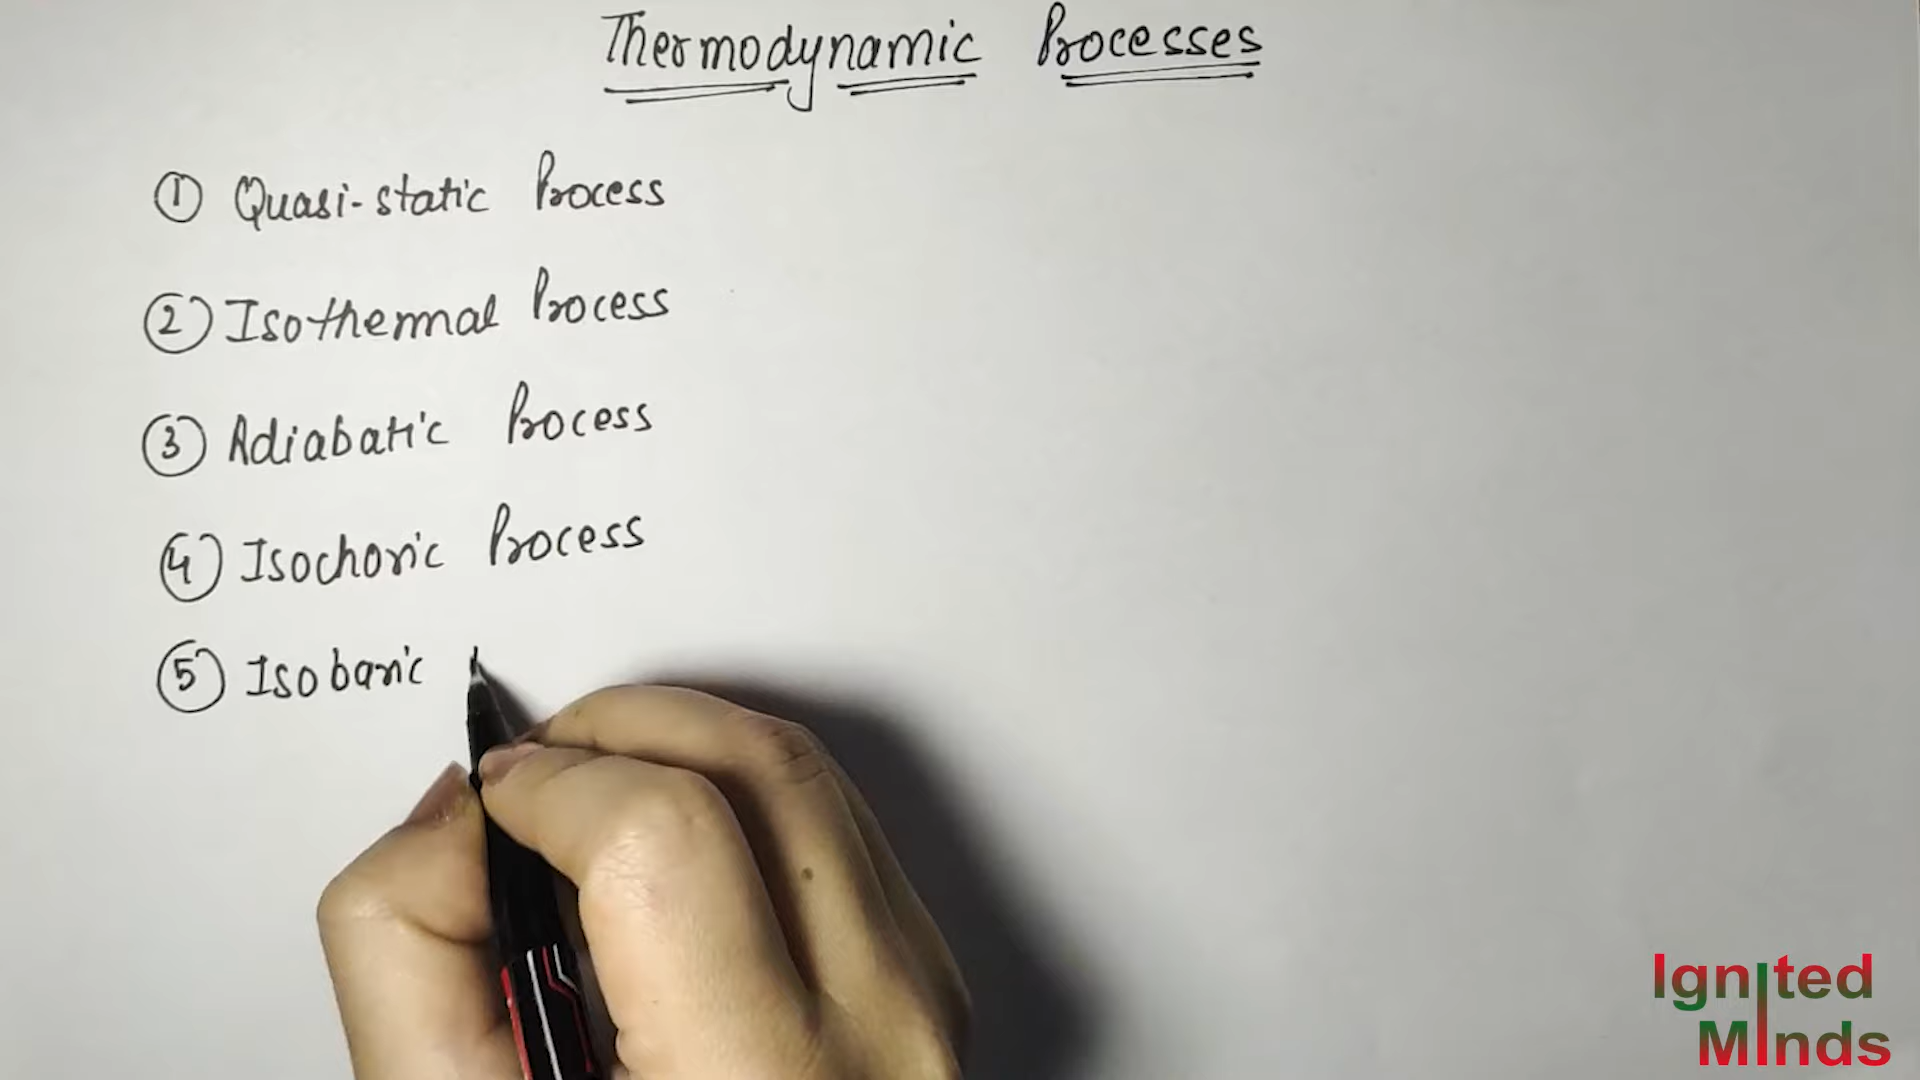 Thermodynamic Processes
① Quasi-static Process
② Isothermal Process
③ Adiabatic Process
④ Isochoric Process
⑤ Isobaric
Ignited
Minds